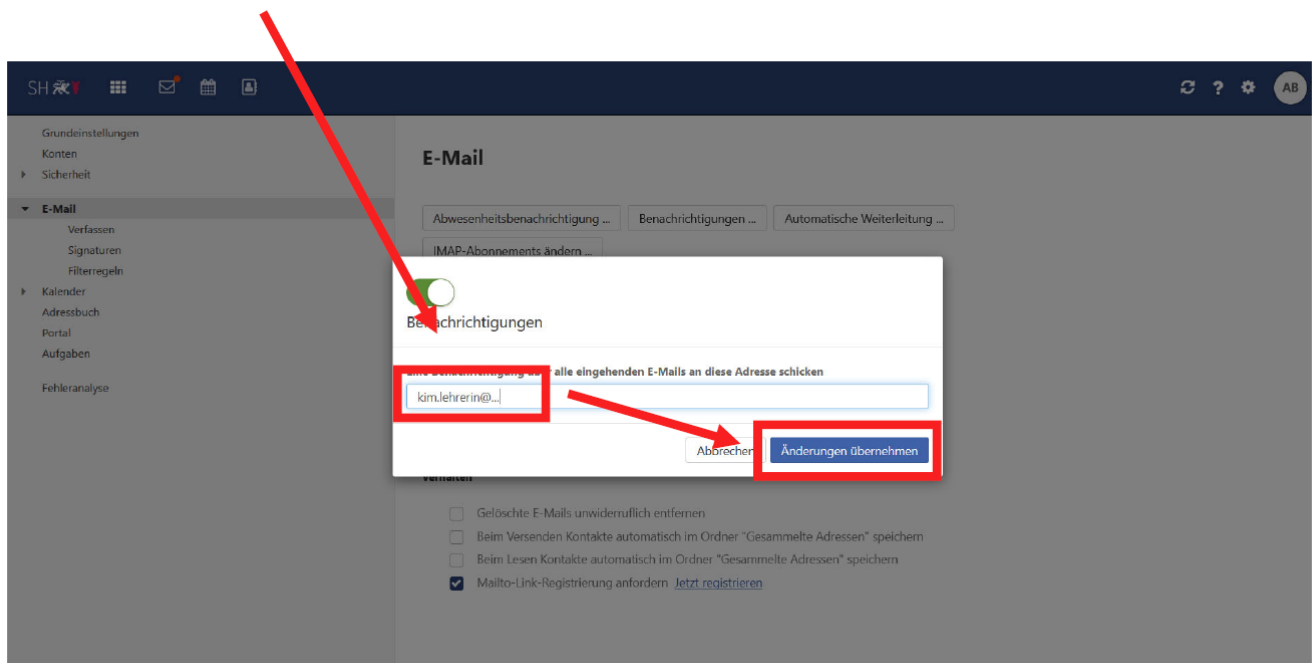 SH
AB
Grundeinstellungen
Konten
Sicherheit
E-Mail
Verfassen
Signaturen
Filterregeln
Kalender
Adressbuch
Portal
Aufgaben
Fehleranalyse
E-Mail
Abwesenheitsbenachrichtigung ... Benachrichtigungen ... Automatische Weiterleitung ...
IMAP-Abonnements ändern ...
Benachrichtigungen
alle eingehenden E-Mails an diese Adresse schicken
kim.lehrerin@...
Abbrechen Änderungen übernehmen
Verhalten
Gelöschte E-Mails unwiderruflich entfernen
Beim Versenden Kontakte automatisch im Ordner "Gesammelte Adressen" speichern
Beim Lesen Kontakte automatisch im Ordner "Gesammelte Adressen" speichern
Mailto-Link-Registrierung anfordern Jetzt registrieren